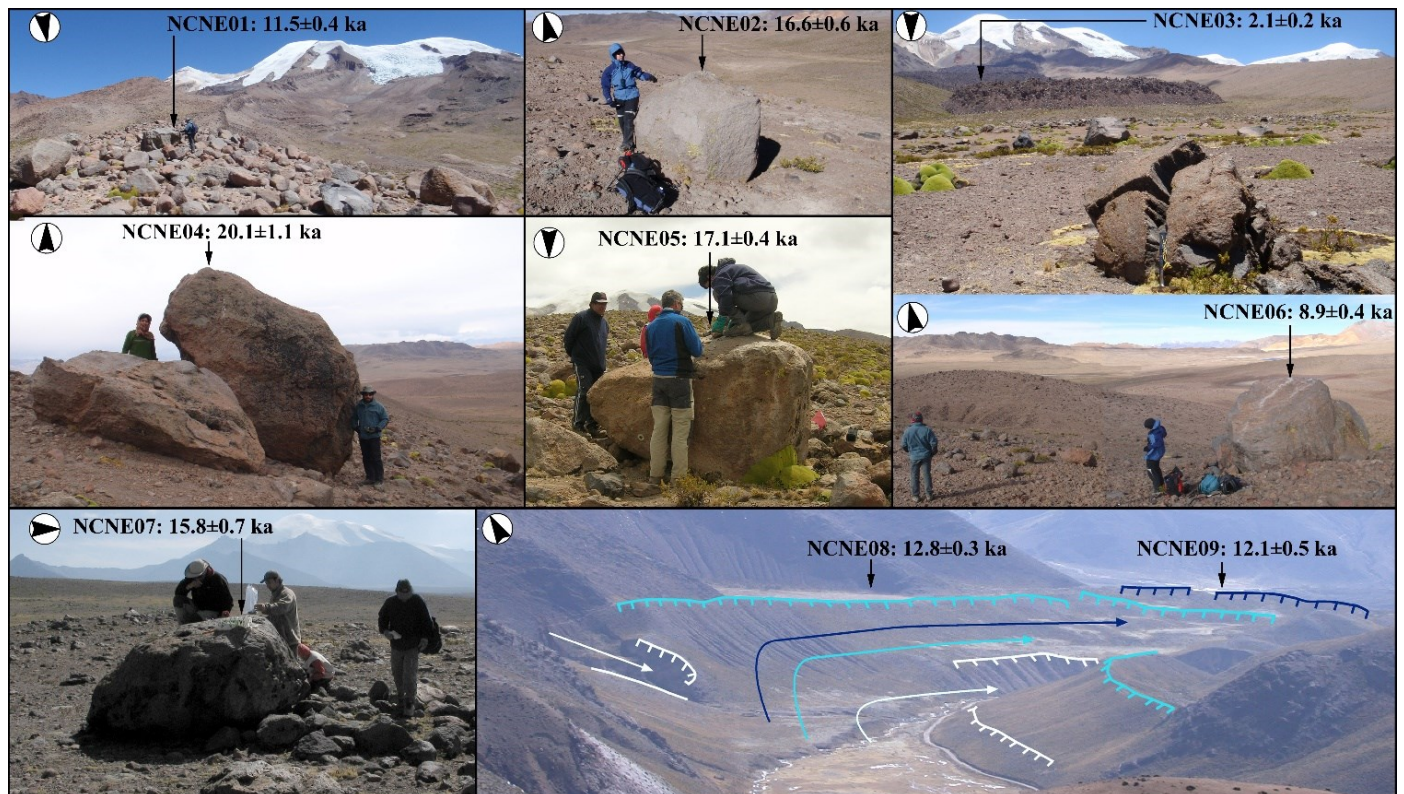 NCNE01: 11.5±0.4 ka
NCNE02: 16.6±0.6 ka
NCNE03: 2.1±0.2 ka
NCNE04: 20.1±1.1 ka
NCNE05: 17.1±0.4 ka
NCNE06: 8.9±0.4 ka
NCNE07: 15.8±0.7 ka
NCNE08: 12.8±0.3 ka
NCNE09: 12.1±0.5 ka